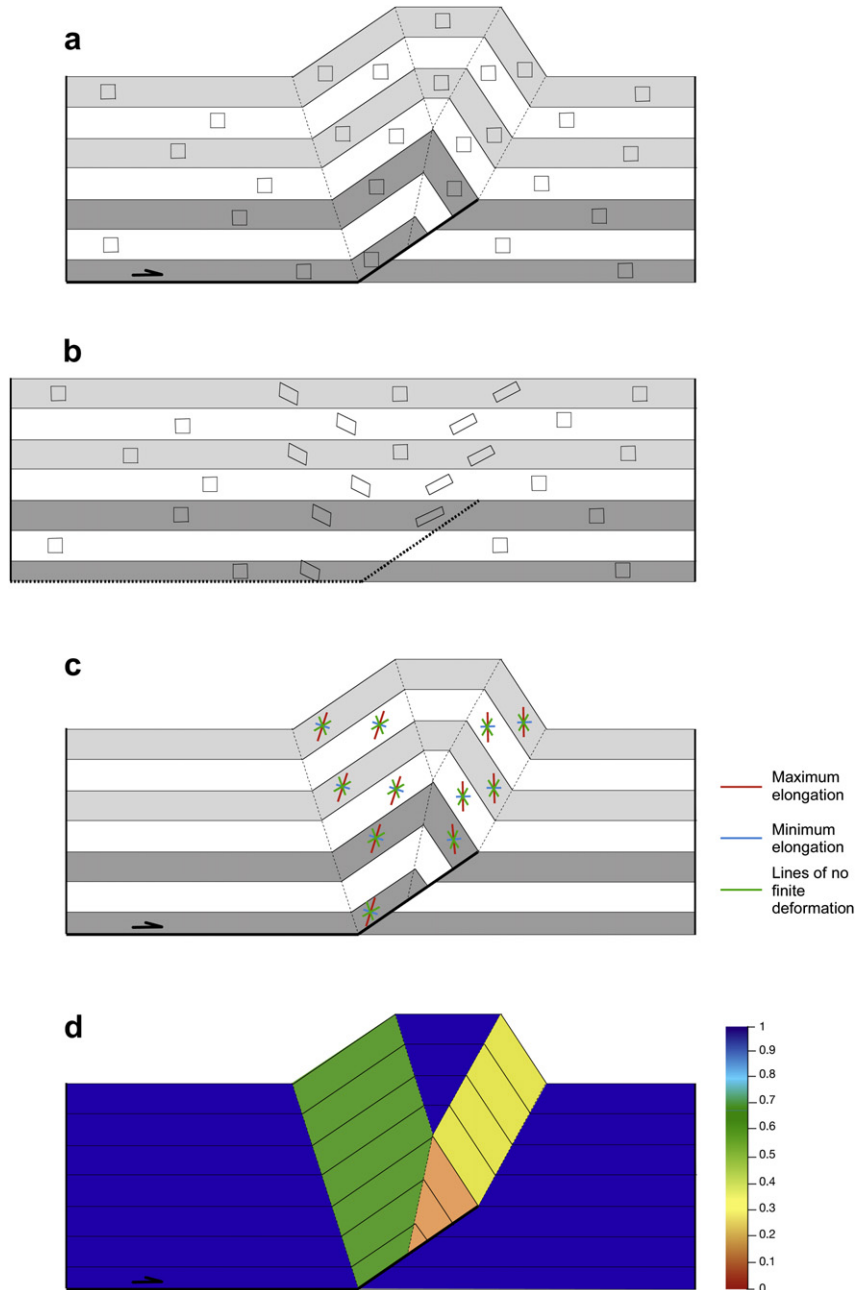 a
b
c
Maximum
elongation
Minimum
elongation
Lines of no
finite
deformation
d
1
0.9
0.8
0.7
0.6
0.5
0.4
0.3
0.2
0.1
0